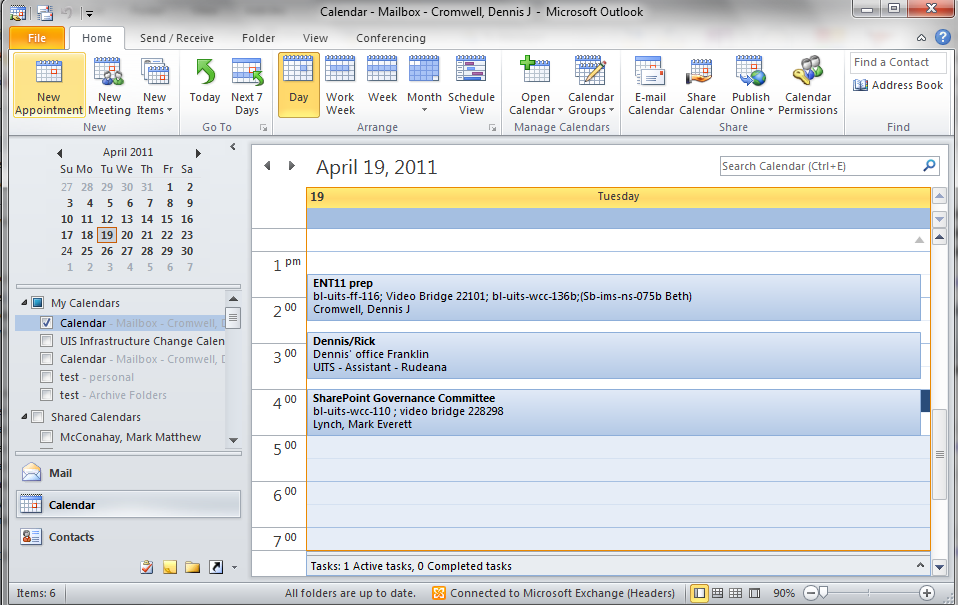 Calendar - Mailbox - Cromwell, Dennis J - Microsoft Outlook
File Home Send / Receive Folder View Conferencing
New Appointment
New Meeting
New Items
Today
Next 7 Days
Day
Work Week
Week
Month
Schedule View
Open Calendar
Calendar Groups
E-mail Calendar
Share Calendar
Publish Online
Calendar Permissions
Find a Contact
Address Book
New Go To Arrange Manage Calendars Share Find
April 2011
Su Mo Tu We Th Fr Sa
27 28 29 30 31 1 2
3 4 5 6 7 8 9
10 11 12 13 14 15 16
17 18 19 20 21 22 23
24 25 26 27 28 29 30
1 2 3 4 5 6 7
My Calendars
Calendar - Mailbox - Cromwell, D
UIS Infrastructure Change Calen
Calendar - Mailbox - Cromwell, D
test - personal
test - Archive Folders
Shared Calendars
McConahay, Mark Matthew
Mail
Calendar
Contacts
April 19, 2011
Search Calendar (Ctrl+E)
19 Tuesday
1 pm
ENT11 prep
bl-uits-ff-116; Video Bridge 22101; bl-uits-wcc-136b;(Sb-ims-ns-075b Beth)
Cromwell, Dennis J
2 00
Dennis/Rick
Dennis' office Franklin
UITS - Assistant - Rudeana
3 00
SharePoint Governance Committee
bl-uits-wcc-110 ; video bridge 228298
Lynch, Mark Everett
4 00
5 00
6 00
7 00
Tasks: 1 Active tasks, 0 Completed tasks
Items: 6 All folders are up to date. Connected to Microsoft Exchange (Headers) 90%